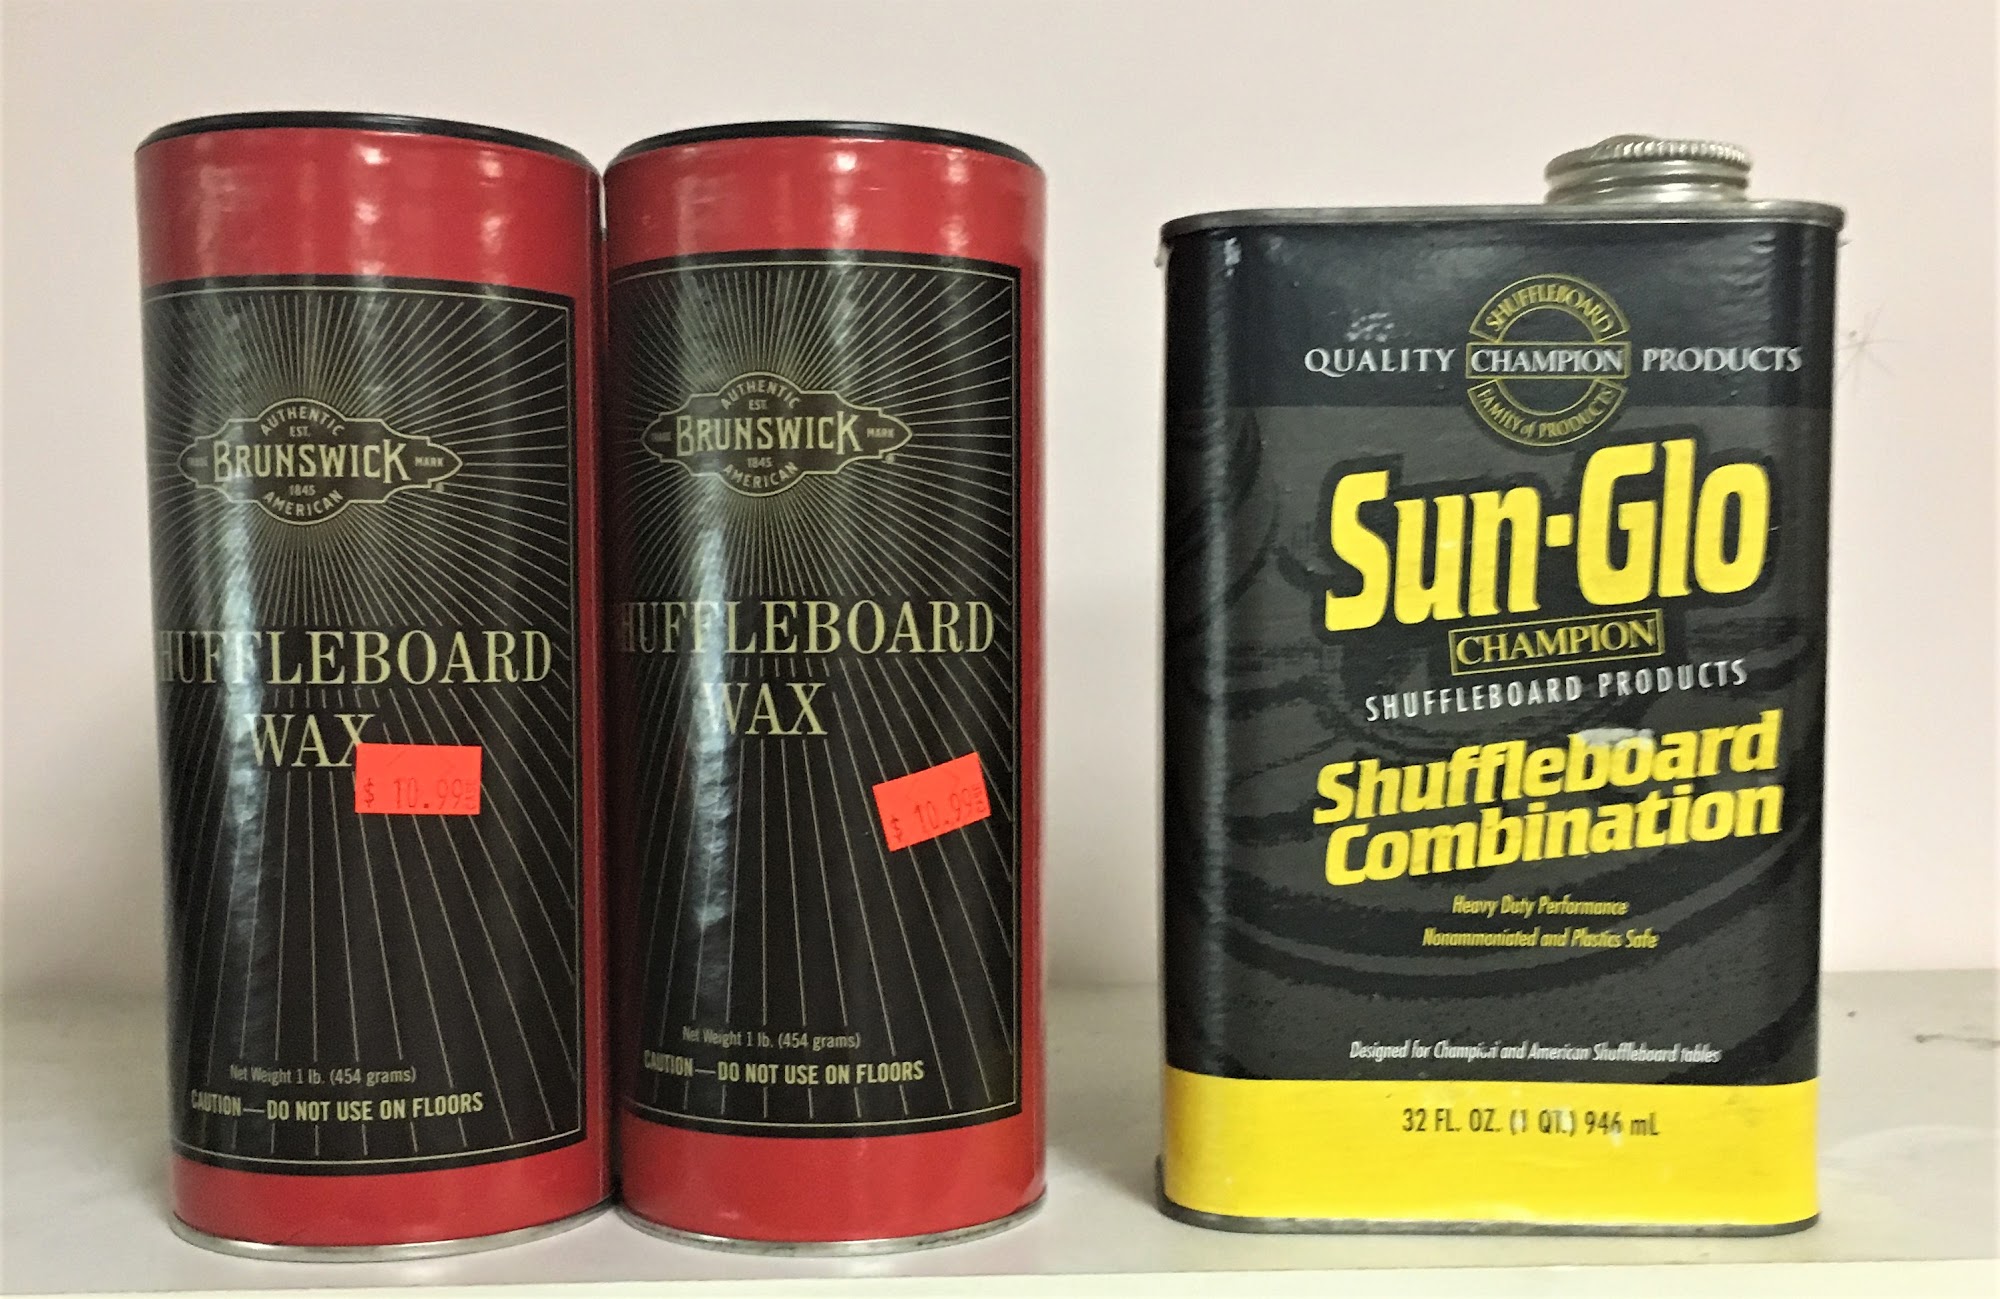 AUTHENTIC
EST.
TRADE BRUNSWICK MARK
1845
AMERICAN
HUFFLEBOARD
WAX
$ 10.99
Net Weight 1 lb. (454 grams)
CAUTION—DO NOT USE ON FLOORS
AUTHENTIC
EST.
TRADE BRUNSWICK MARK
1845
AMERICAN
HUFFLEBOARD
WAX
$ 10.99
Net Weight 1 lb. (454 grams)
CAUTION—DO NOT USE ON FLOORS
SHUFFLEBOARD
QUALITY CHAMPION PRODUCTS
FAMILY of PRODUCTS
Sun-Glo
CHAMPION
SHUFFLEBOARD PRODUCTS
Shuffleboard
Combination
Heavy Duty Performance
Nonammoniated and Plastics Safe
Designed for Champion and American Shuffleboard tables
32 FL. OZ. (1 QT.) 946 mL